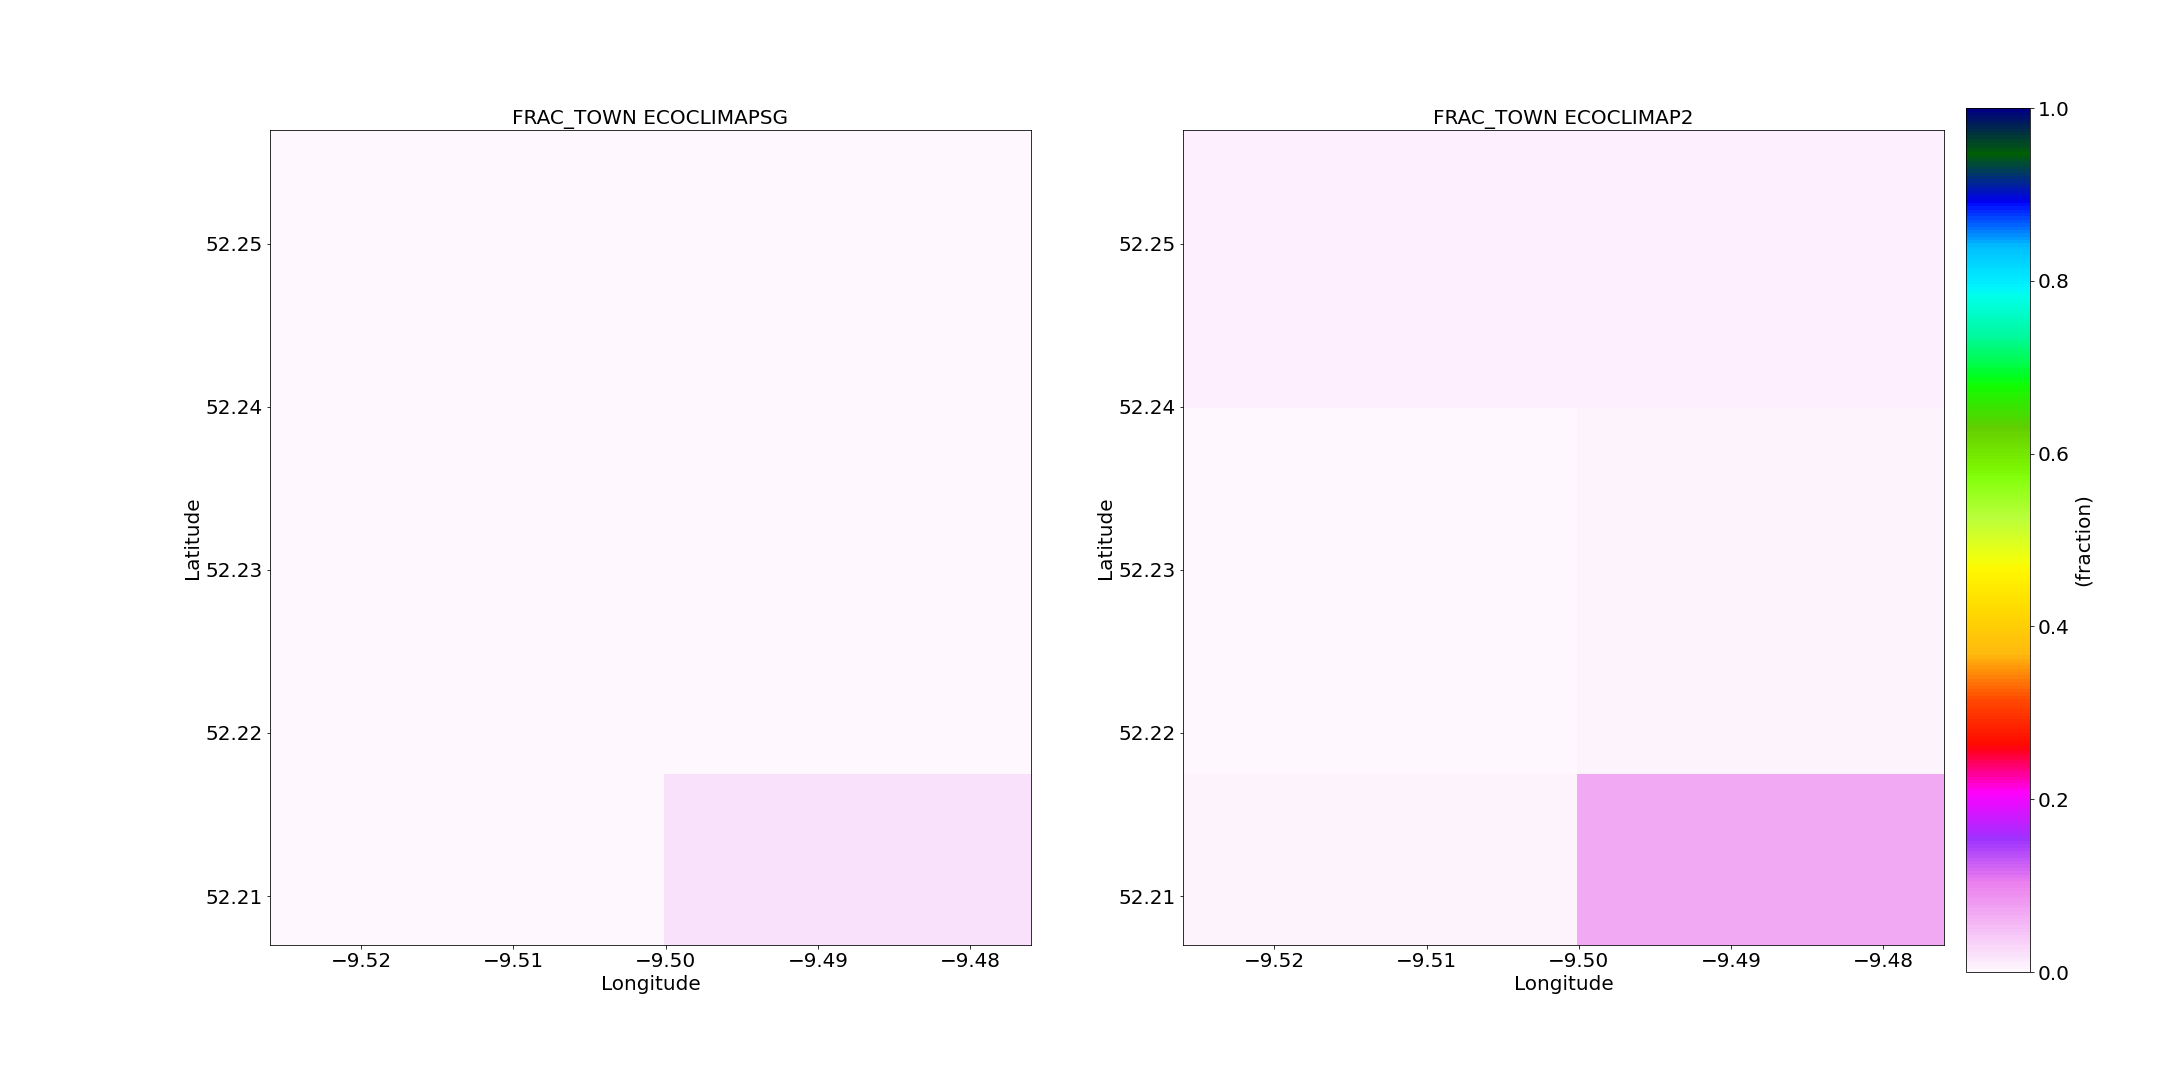 FRAC_TOWN ECOCLIMAPSG
52.25
52.24
52.23
52.22
52.21
Latitude
−9.52 −9.51 −9.50 −9.49 −9.48
Longitude
FRAC_TOWN ECOCLIMAP2
52.25
52.24
52.23
52.22
52.21
Latitude
−9.52 −9.51 −9.50 −9.49 −9.48
Longitude
1.0
0.8
0.6
0.4
0.2
0.0
(fraction)